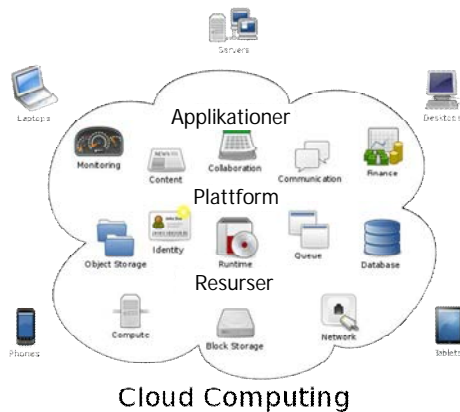 Servers
Laptops
Desktops
Applikationer
Monitoring
NEWS
Content
Collaboration
Communication
Finance
Plattform
Object Storage
Identity
Runtime
Queue
Database
Resurser
Compute
Block Storage
Network
Phones
Tablets
Cloud Computing